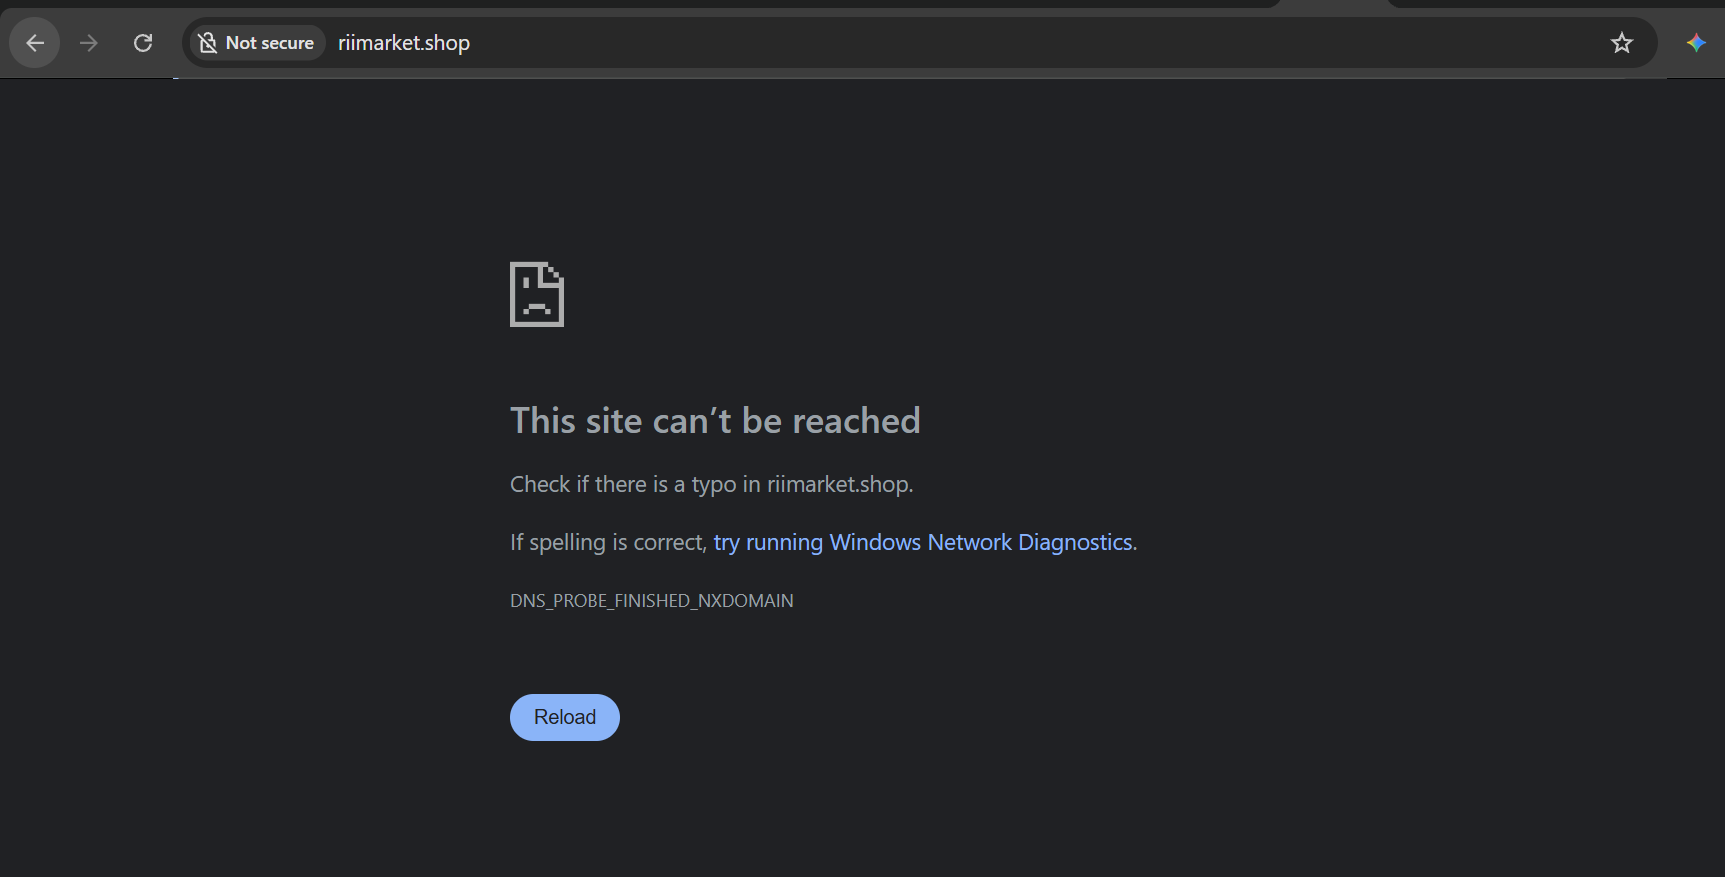 Not secure riimarket.shop
This site can’t be reached
Check if there is a typo in riimarket.shop.
If spelling is correct, try running Windows Network Diagnostics.
DNS_PROBE_FINISHED_NXDOMAIN
Reload